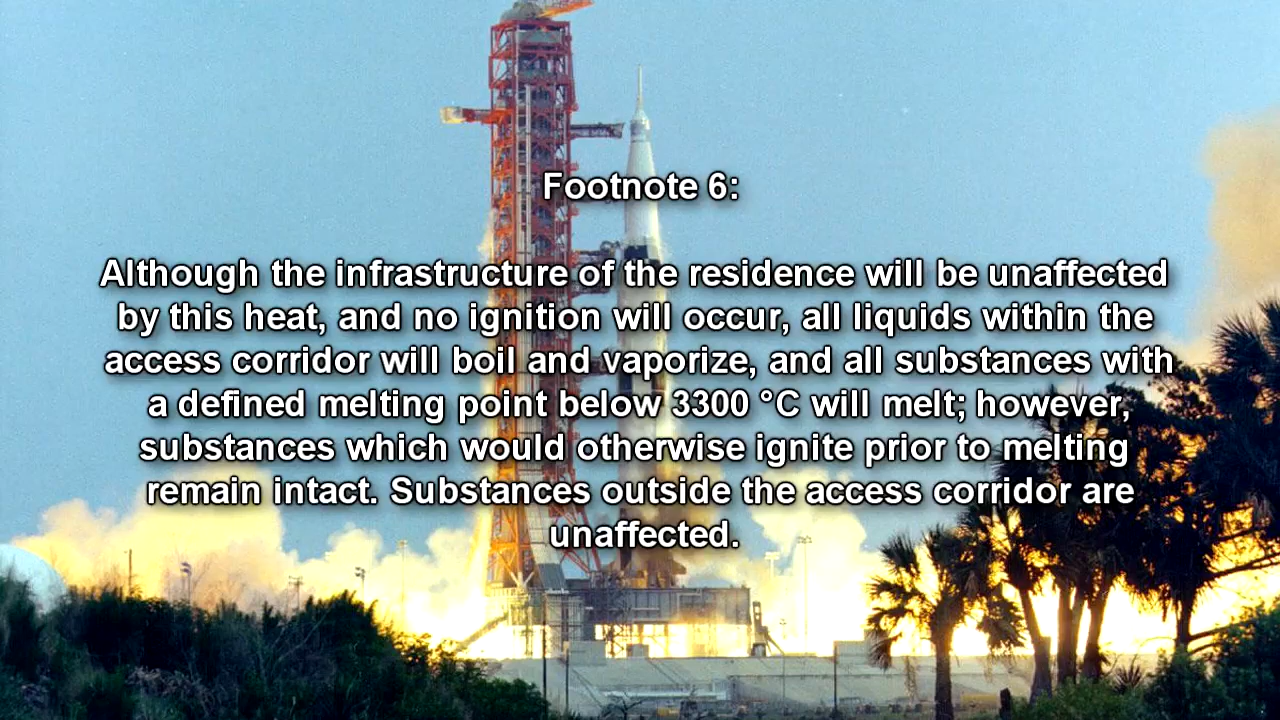 Footnote 6:
Although the infrastructure of the residence will be unaffected
by this heat, and no ignition will occur, all liquids within the
access corridor will boil and vaporize, and all substances with
a defined melting point below 3300 °C will melt; however,
substances which would otherwise ignite prior to melting
remain intact. Substances outside the access corridor are
unaffected.